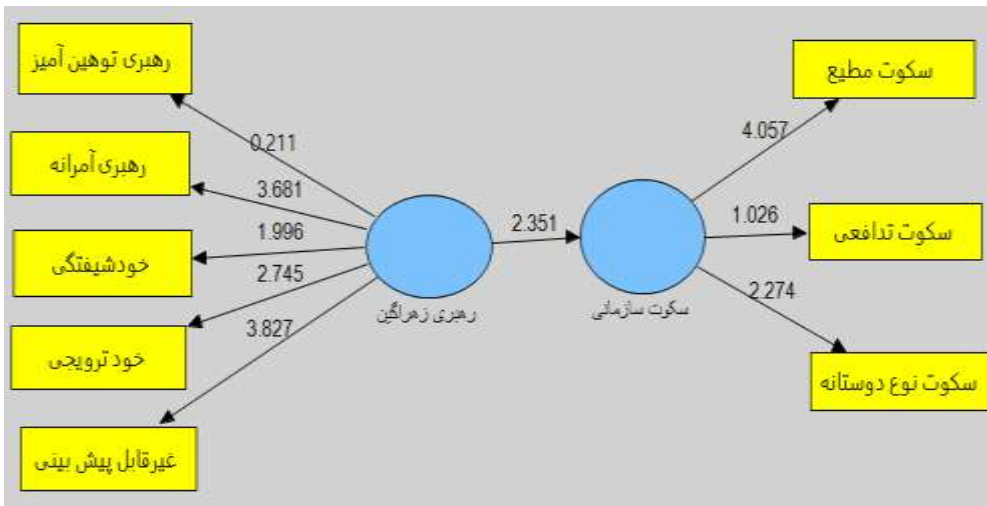 رهبری توهین آمیز
رهبری آمرانه
خودشیفتگی
خود ترویجی
غیرقابل پیش بینی
0.211
3.681
1.996
2.745
3.827
رهبری زهراگین
2.351
سکوت سازمانی
4.057
1.026
2.274
سکوت مطیع
سکوت تدافعی
سکوت نوع دوستانه